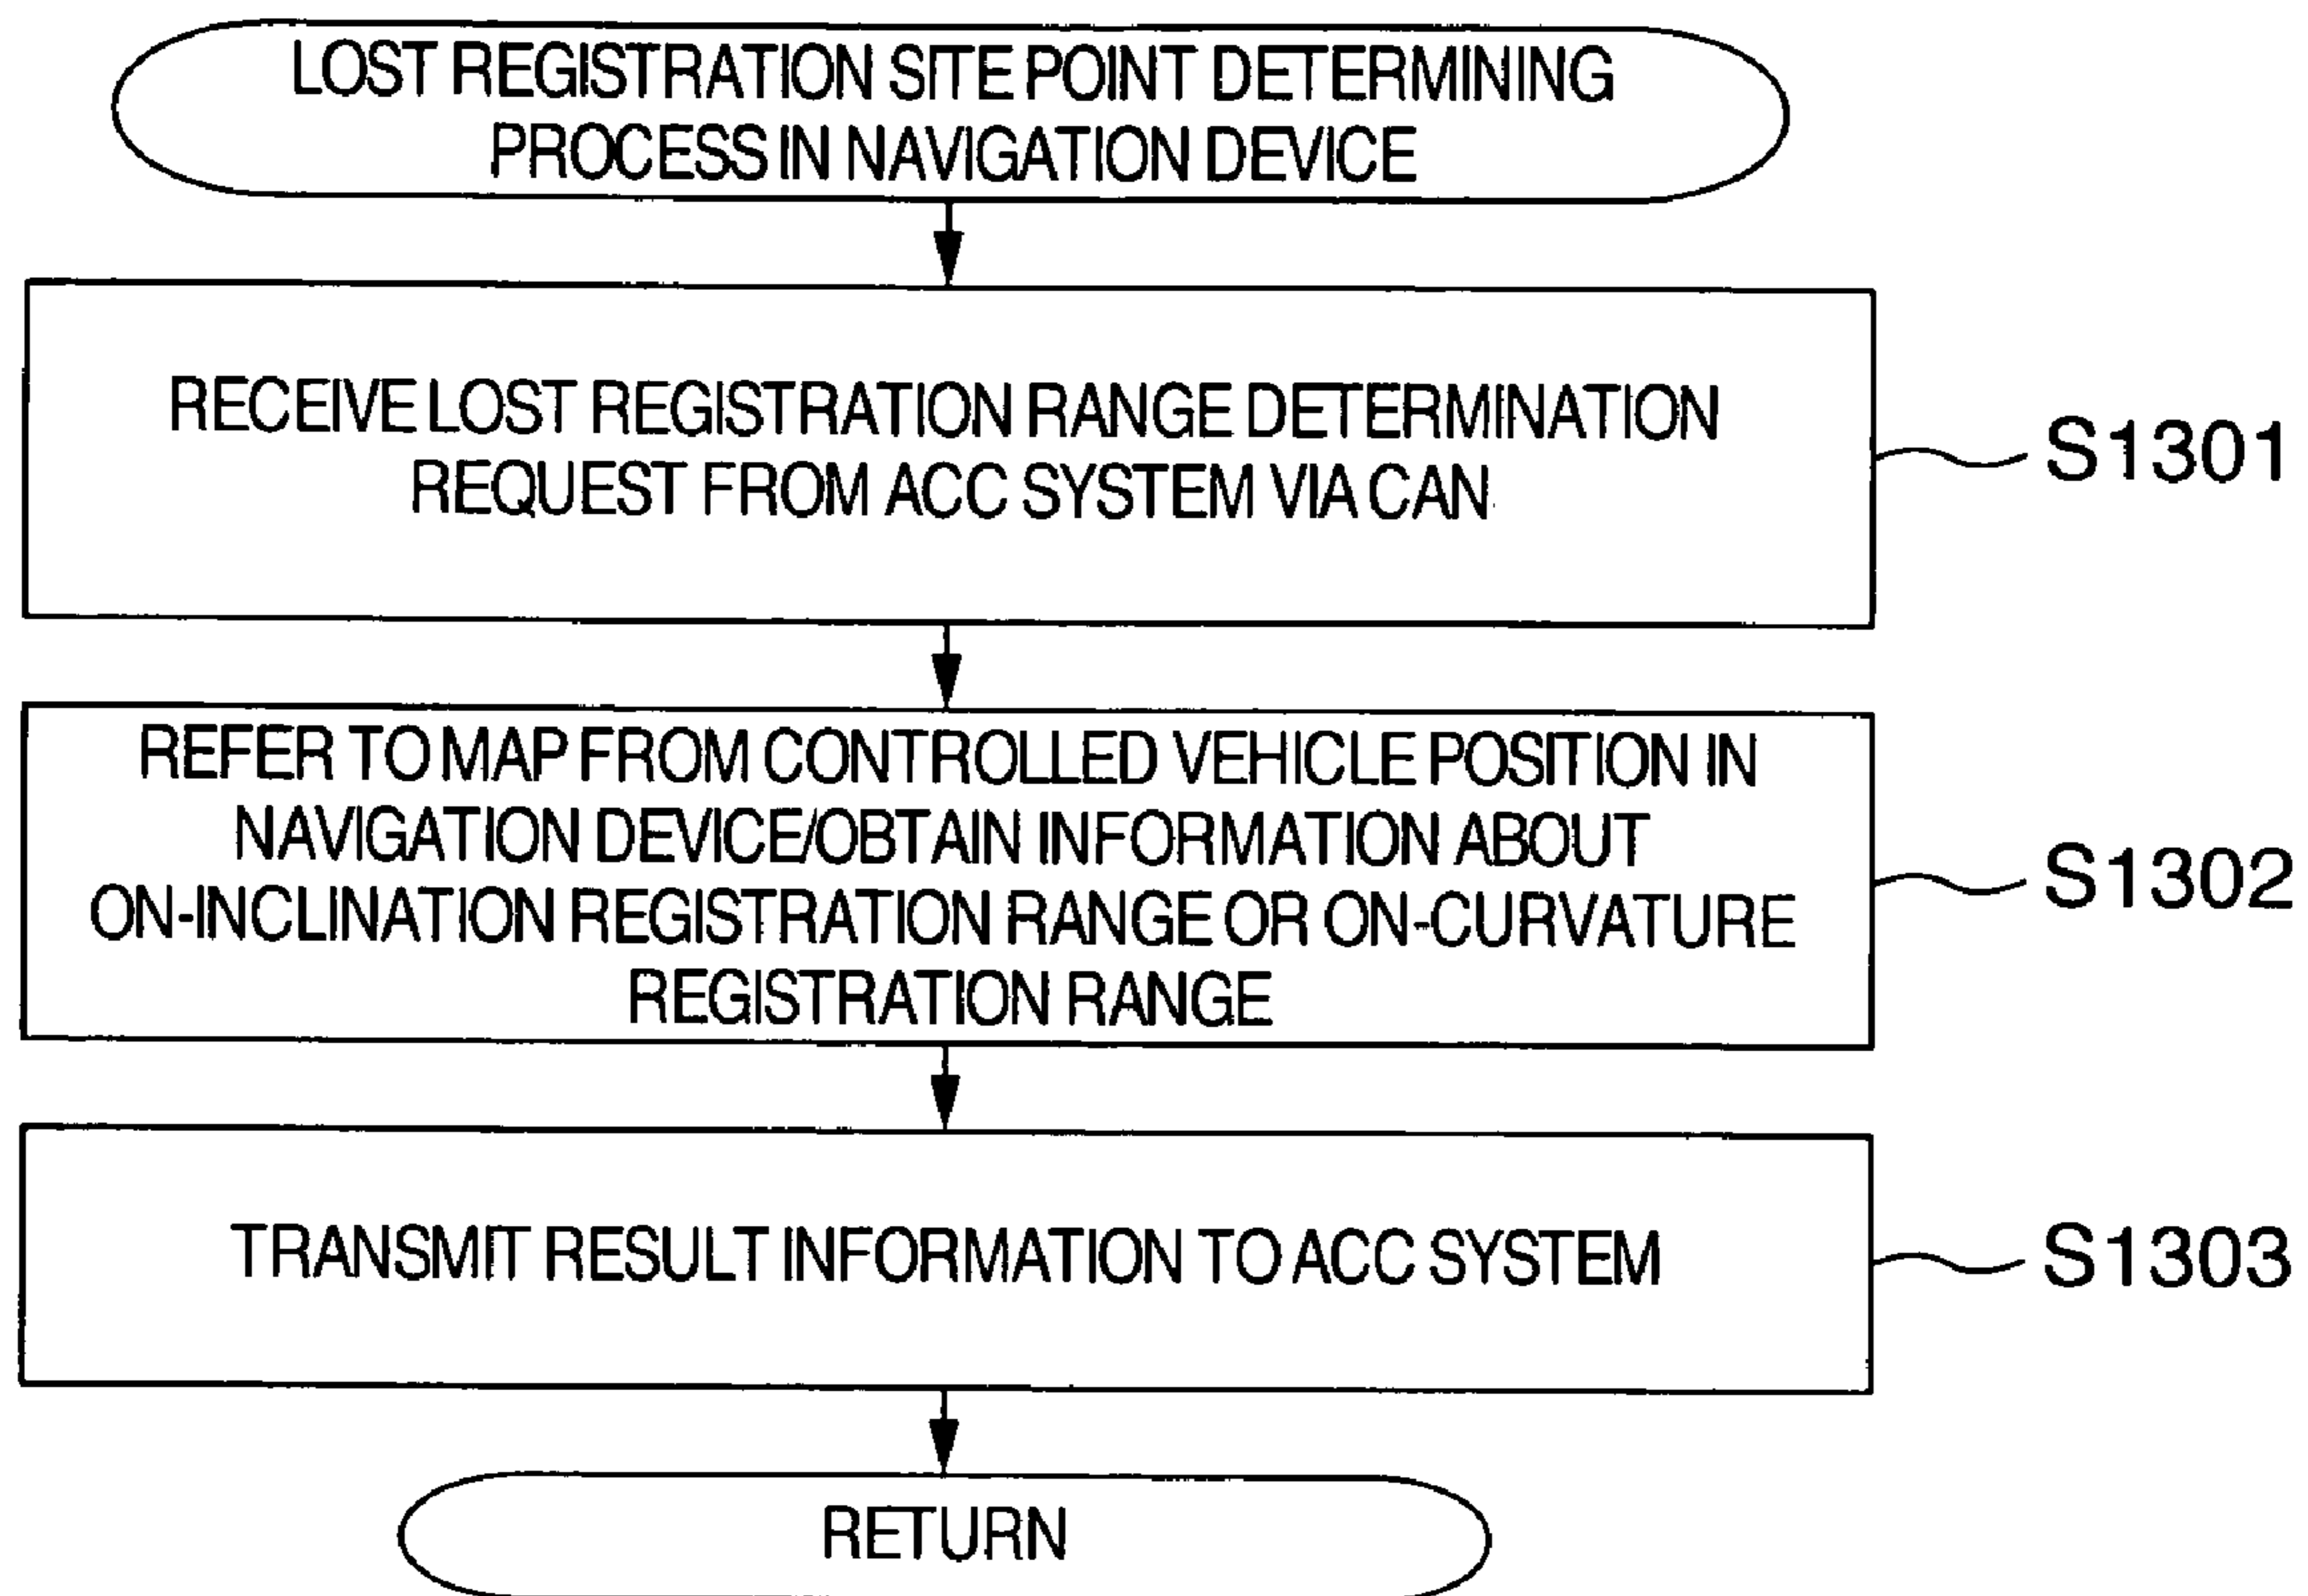 LOST REGISTRATION SITE POINT DETERMINING
PROCESS IN NAVIGATION DEVICE
RECEIVE LOST REGISTRATION RANGE DETERMINATION
REQUEST FROM ACC SYSTEM VIA CAN
S1301
REFER TO MAP FROM CONTROLLED VEHICLE POSITION IN
NAVIGATION DEVICE/OBTAIN INFORMATION ABOUT
ON-INCLINATION REGISTRATION RANGE OR ON-CURVATURE
REGISTRATION RANGE
S1302
TRANSMIT RESULT INFORMATION TO ACC SYSTEM
S1303
RETURN